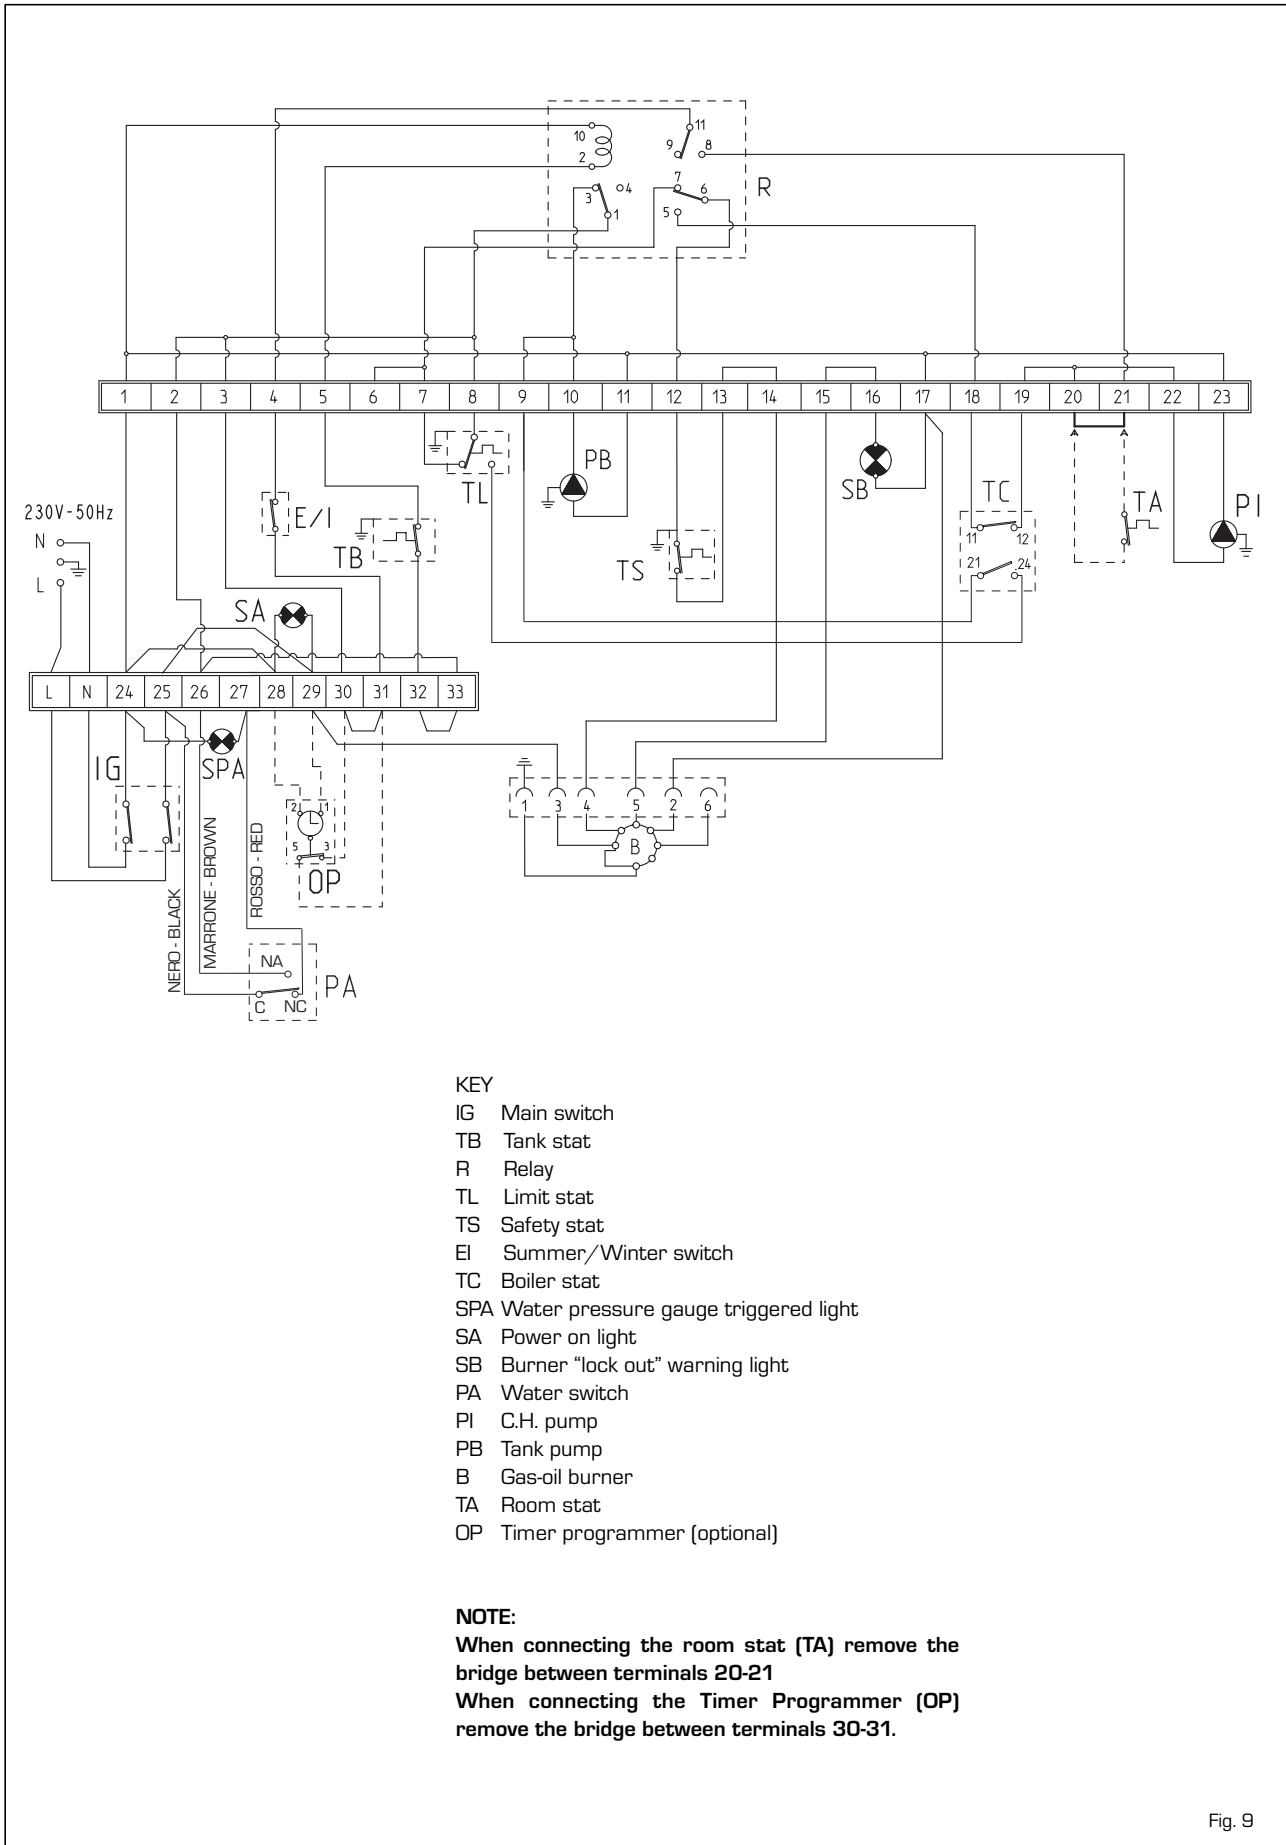 10
11
9
8
2
7
6
R
3
4
5
1
1 2 3 4 5 6 7 8 9 10 11 12 13 14 15 16 17 18 19 20 21 22 23
PB
TL
SB
TC
TA
PI
230V-50Hz
E/I
N
11 12
TB
TS
21 24
L
SA
L N 24 25 26 27 28 29 30 31 32 33
IG
SPA
2 1
1 3 4 5 2 6
5 3
B
OP
NERO - BLACK
MARRONE - BROWN
ROSSO - RED
NA
PA
C NC
KEY
IG Main switch
TB Tank stat
R Relay
TL Limit stat
TS Safety stat
EI Summer/Winter switch
TC Boiler stat
SPA Water pressure gauge triggered light
SA Power on light
SB Burner “lock out” warning light
PA Water switch
PI C.H. pump
PB Tank pump
B Gas-oil burner
TA Room stat
OP Timer programmer (optional)
NOTE:
When connecting the room stat (TA) remove the
bridge between terminals 20-21
When connecting the Timer Programmer (OP)
remove the bridge between terminals 30-31.
Fig. 9